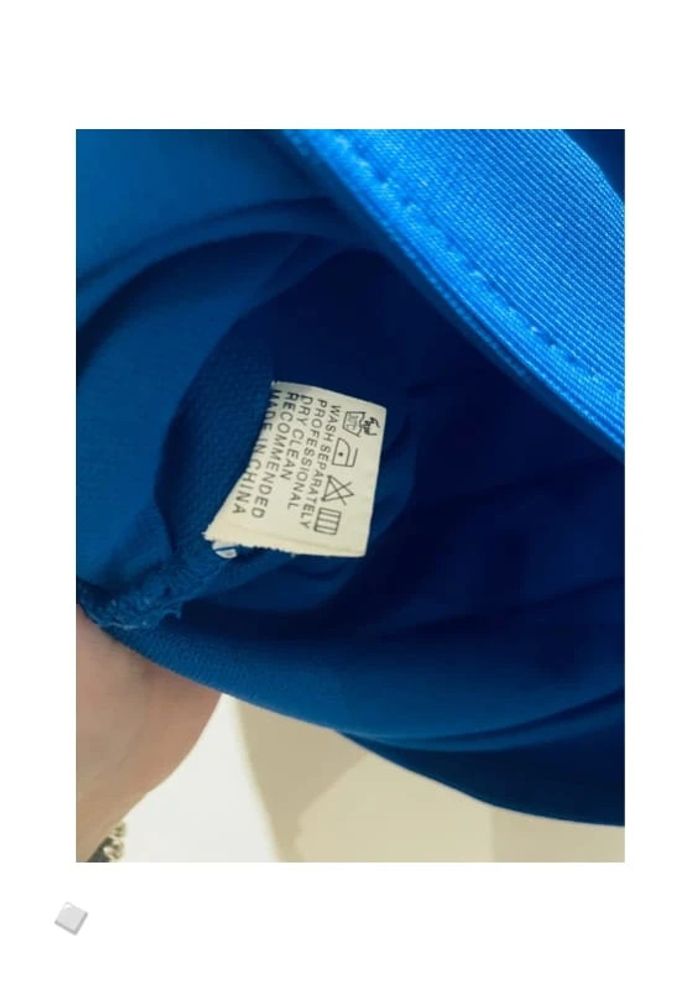 WASH SEPARATELY
PROFESSIONAL
DRY CLEAN
RECOMMENDED
MADE IN CHINA